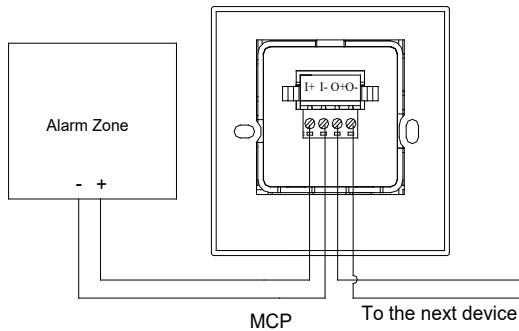 I+ I- O+O-
Alarm Zone
- +
MCP
To the next device